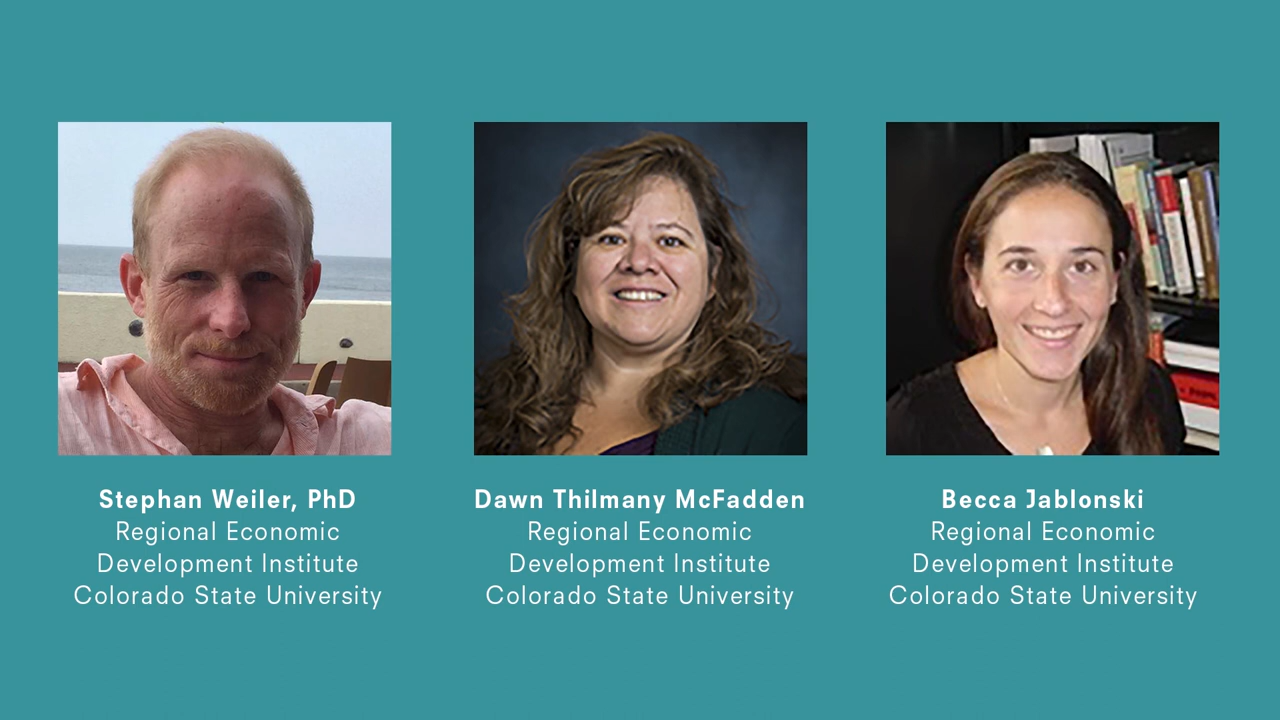 Stephan Weiler, PhD
Regional Economic
Development Institute
Colorado State University
Dawn Thilmany McFadden
Regional Economic
Development Institute
Colorado State University
Becca Jablonski
Regional Economic
Development Institute
Colorado State University